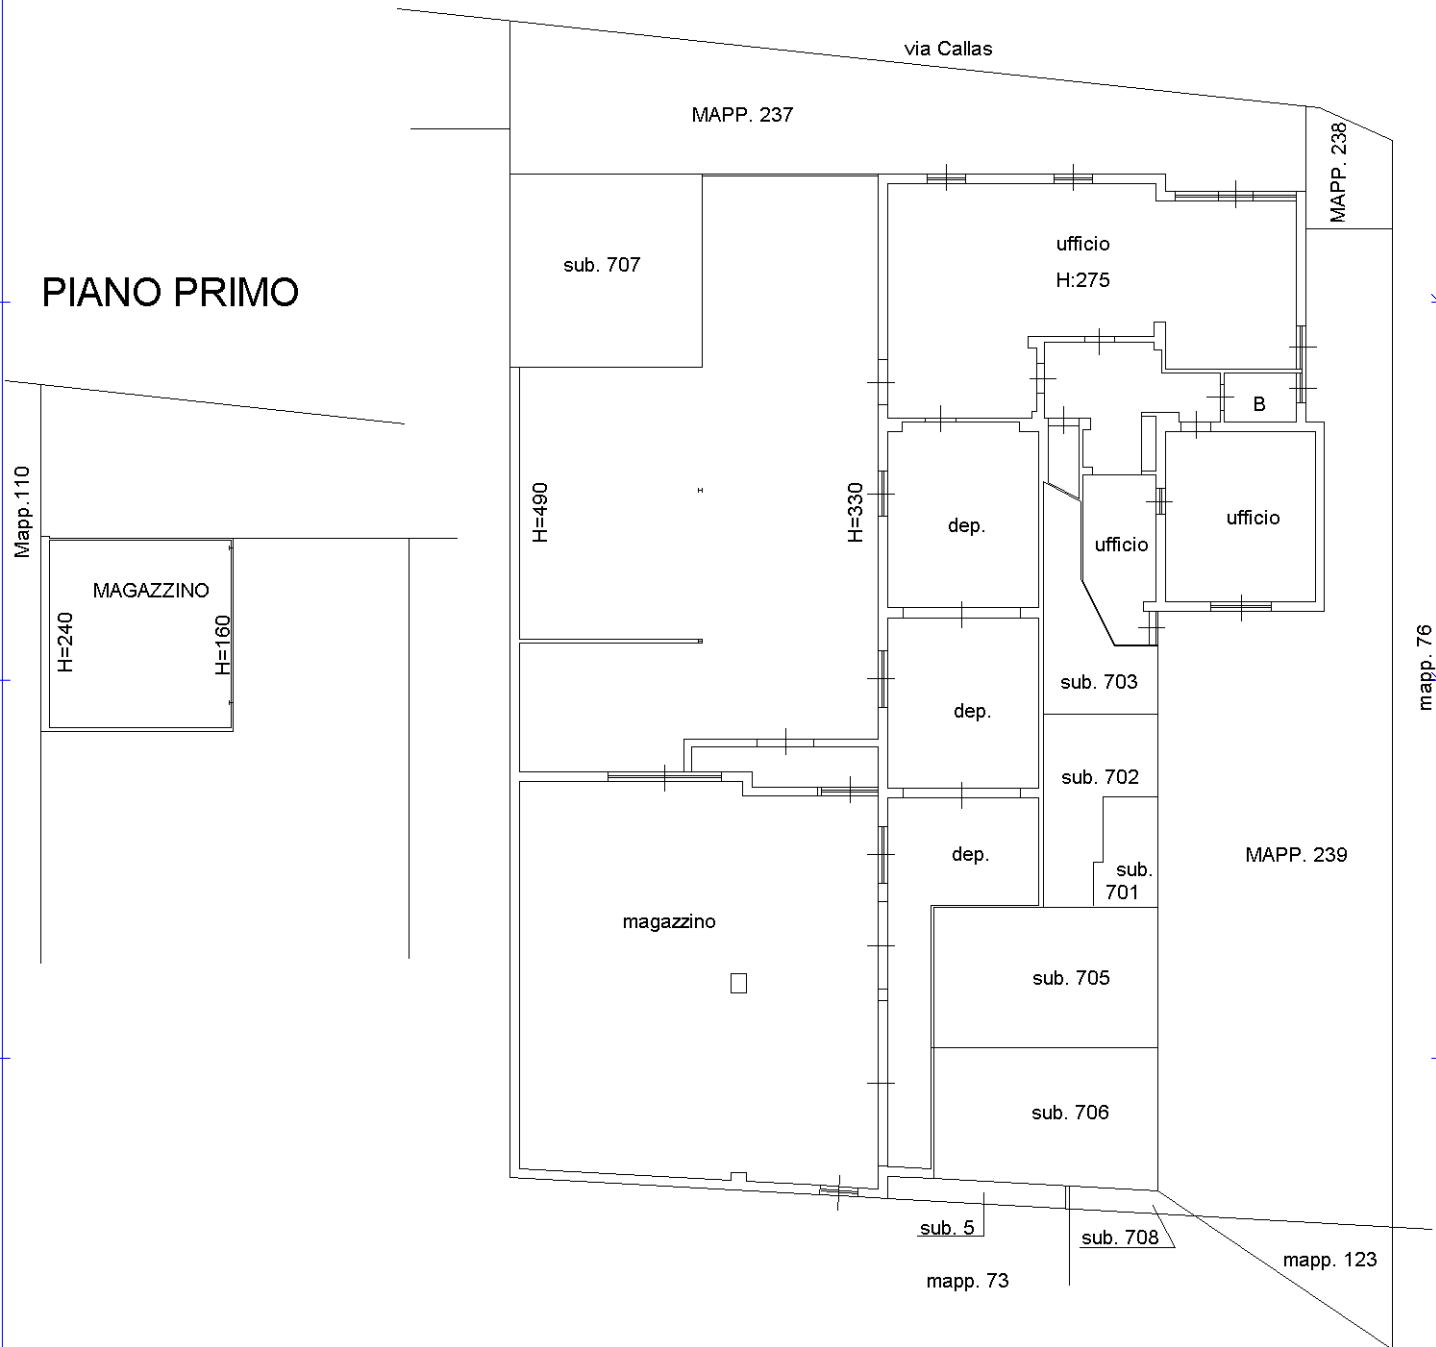 via Callas
MAPP. 237
MAPP. 238
ufficio
H:275
sub. 707
PIANO PRIMO
B
Mapp.110
H=490
H=330
dep.
ufficio
ufficio
MAGAZZINO
H=240
H=160
mapp. 76
sub. 703
dep.
sub. 702
dep.
MAPP. 239
sub.
701
magazzino
sub. 705
sub. 706
sub. 5
sub. 708
mapp. 123
mapp. 73